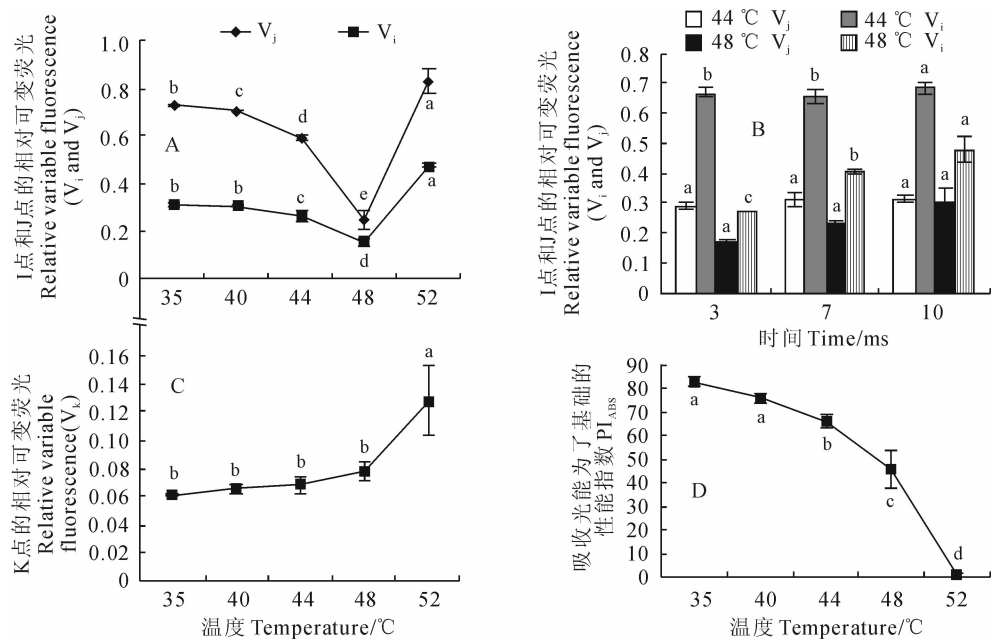 Vj Vi
I点和J点的相对可变荧光
Relative variable fluorescence
(Vi and Vj)
1.0
0.8
0.6
0.4
0.2
0
b c d e a
b b c d a
A
35 40 44 48 52
44 ℃ Vj 44 ℃ Vi
48 ℃ Vj 48 ℃ Vi
I点和J点的相对可变荧光
Relative variable fluorescence
(Vi and Vj)
0.8
0.7
0.6
0.5
0.4
0.3
0.2
0.1
0
a b a c
a b a b
a a a a
B
3 7 10
时间 Time/ms
K点的相对可变荧光
Relative variable
fluorescence(Vk)
0.16
0.14
0.12
0.10
0.08
0.06
0.04
0.02
0
b b b b a
C
35 40 44 48 52
温度 Temperature/℃
吸收光能为了基础的
性能指数 PIABS
90
80
70
60
50
40
30
20
10
0
a a b c d
D
35 40 44 48 52
温度 Temperature/℃